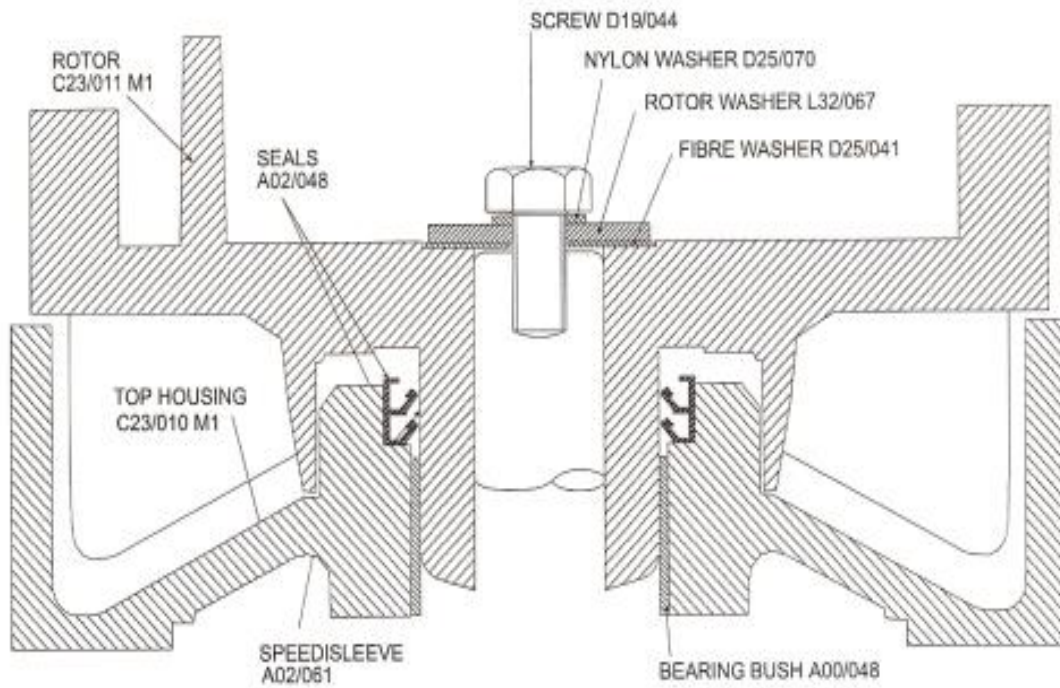 SCREW D19/044
NYLON WASHER D25/070
ROTOR
C23/011 M1
ROTOR WASHER L32/067
FIBRE WASHER D25/041
SEALS
A02/048
TOP HOUSING
C23/010 M1
SPEEDISLEEVE
A02/061
BEARING BUSH A00/048